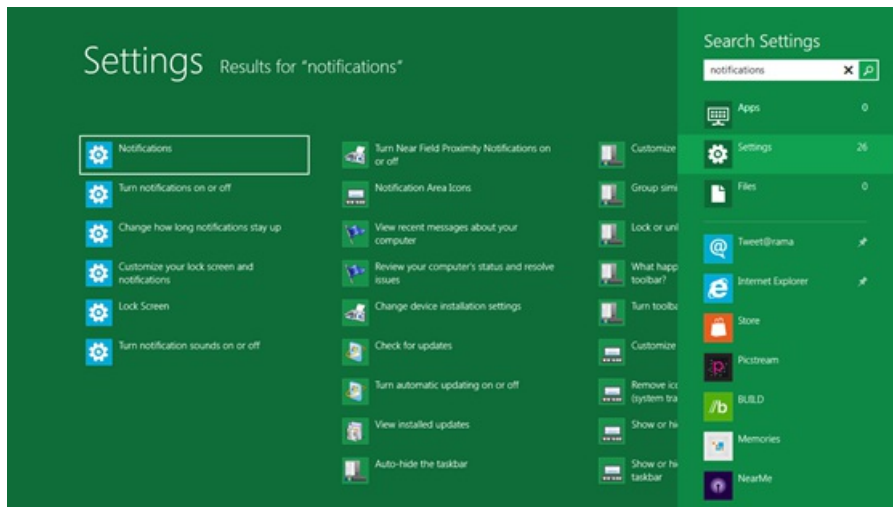 Settings Results for "notifications"
Notifications
Turn notifications on or off
Change how long notifications stay up
Customize your lock screen and
notifications
Lock Screen
Turn notification sounds on or off
Turn Near Field Proximity Notifications on
or off
Notification Area Icons
View recent messages about your
computer
Review your computer's status and resolve
issues
Change device installation settings
Check for updates
Turn automatic updating on or off
View installed updates
Auto-hide the taskbar
Customize
Group simi
Lock or unl
What happ
toolbar?
Turn toolba
Customize
Remove ico
(system tra
Show or hi
Show or hi
taskbar
Search Settings
notifications
Apps 0
Settings 26
Files 0
Tweet@rama
Internet Explorer
Store
Picstream
//b BUILD
Memories
NearMe